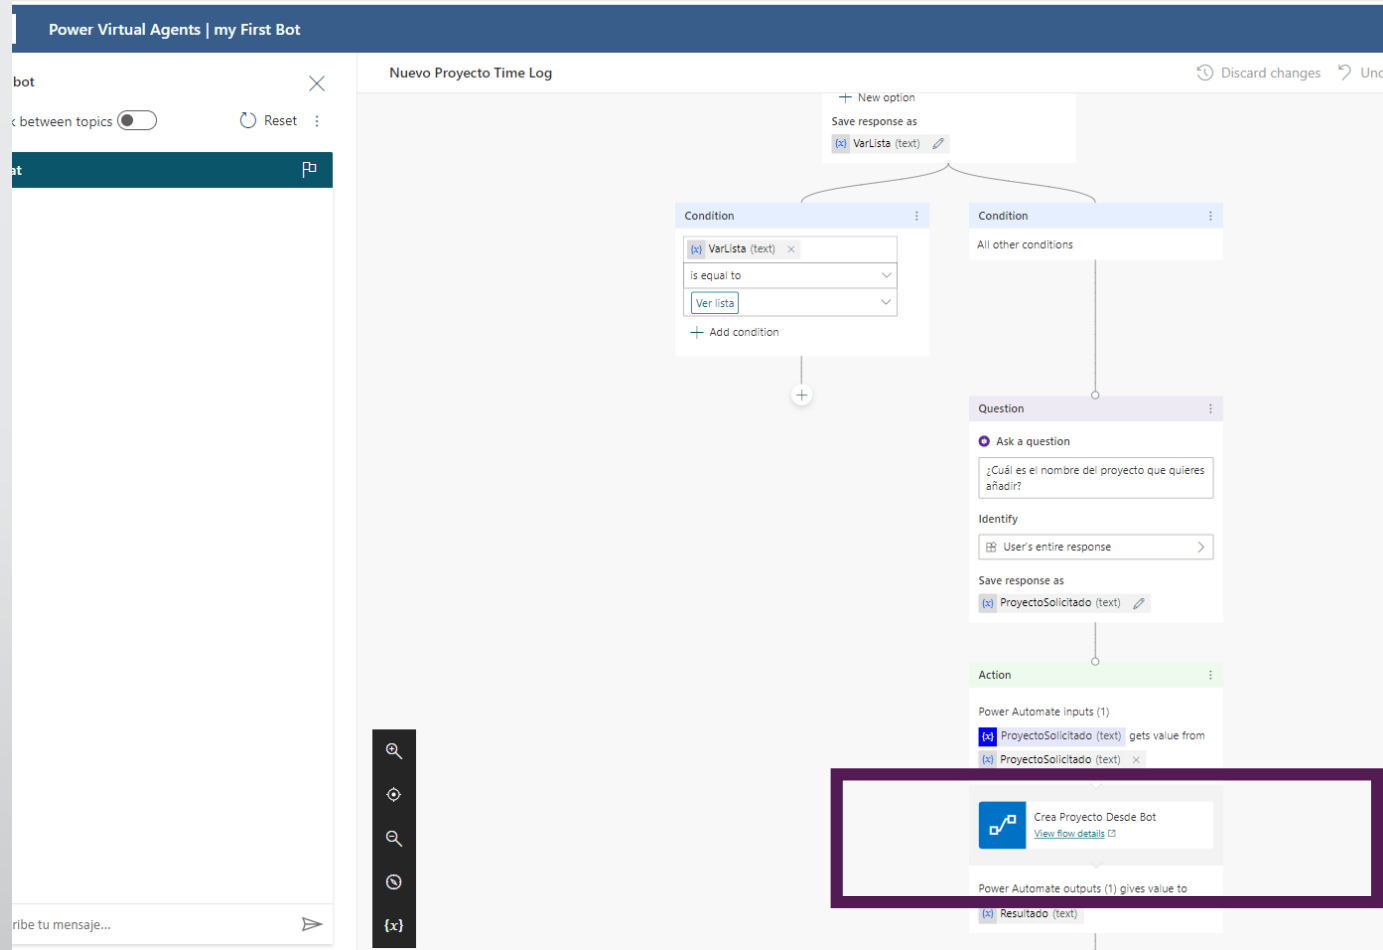 Power Virtual Agents | my First Bot
bot
Nuevo Proyecto Time Log
Discard changes
between topics
Reset
at
New option
Save response as
{x} VarLista (text)
Condition
{x} VarLista (text)
is equal to
Ver lista
Add condition
Condition
All other conditions
Question
Ask a question
¿Cuál es el nombre del proyecto que quieres
añadir?
Identify
User's entire response
Save response as
{x} ProyectoSolicitado (text)
Action
Power Automate inputs (1)
{x} ProyectoSolicitado (text) gets value from
{x} ProyectoSolicitado (text)
Crea Proyecto Desde Bot
View flow details
Power Automate outputs (1) gives value to
{x} Resultado (text)
ribe tu mensaje...
{x}